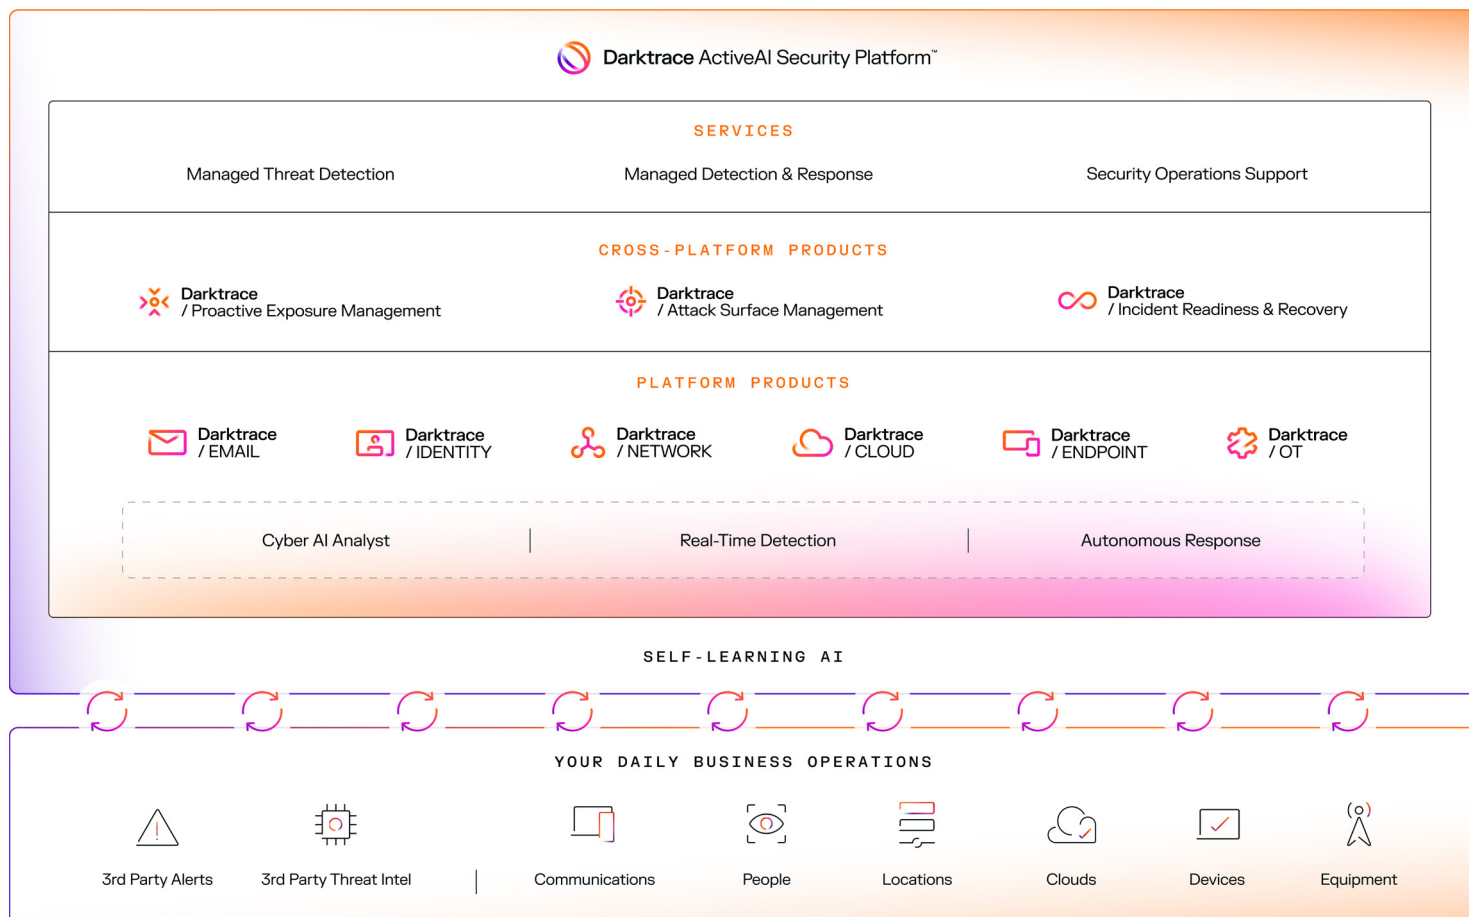 Darktrace ActiveAI Security Platform™
SERVICES
Managed Threat Detection
Managed Detection & Response
Security Operations Support
CROSS-PLATFORM PRODUCTS
Darktrace
/ Proactive Exposure Management
Darktrace
/ Attack Surface Management
Darktrace
/ Incident Readiness & Recovery
PLATFORM PRODUCTS
Darktrace
/ EMAIL
Darktrace
/ IDENTITY
Darktrace
/ NETWORK
Darktrace
/ CLOUD
Darktrace
/ ENDPOINT
Darktrace
/ OT
Cyber AI Analyst
Real-Time Detection
Autonomous Response
SELF-LEARNING AI
YOUR DAILY BUSINESS OPERATIONS
3rd Party Alerts
3rd Party Threat Intel
Communications
People
Locations
Clouds
Devices
Equipment